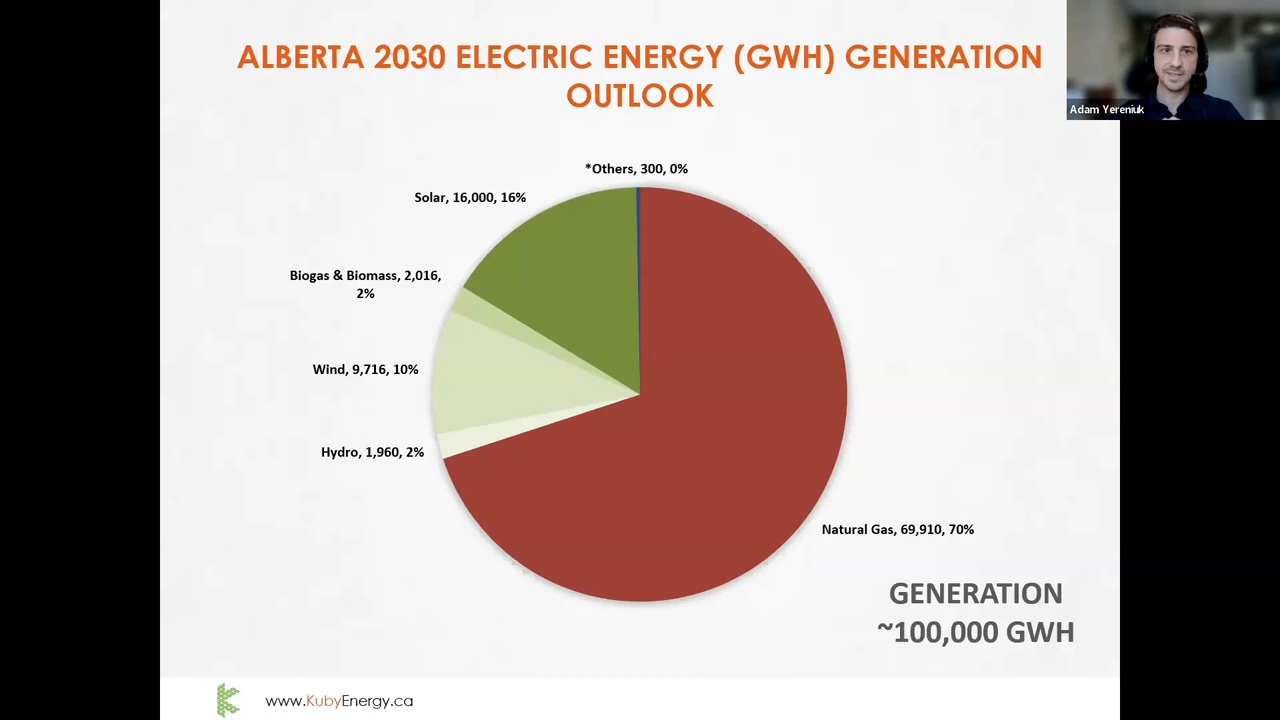 ALBERTA 2030 ELECTRIC ENERGY (GWH) GENERATION
OUTLOOK
Adam Yereniuk
*Others, 300, 0%
Solar, 16,000, 16%
Biogas & Biomass, 2,016,
2%
Wind, 9,716, 10%
Hydro, 1,960, 2%
Natural Gas, 69,910, 70%
GENERATION
~100,000 GWH
www.KubyEnergy.ca